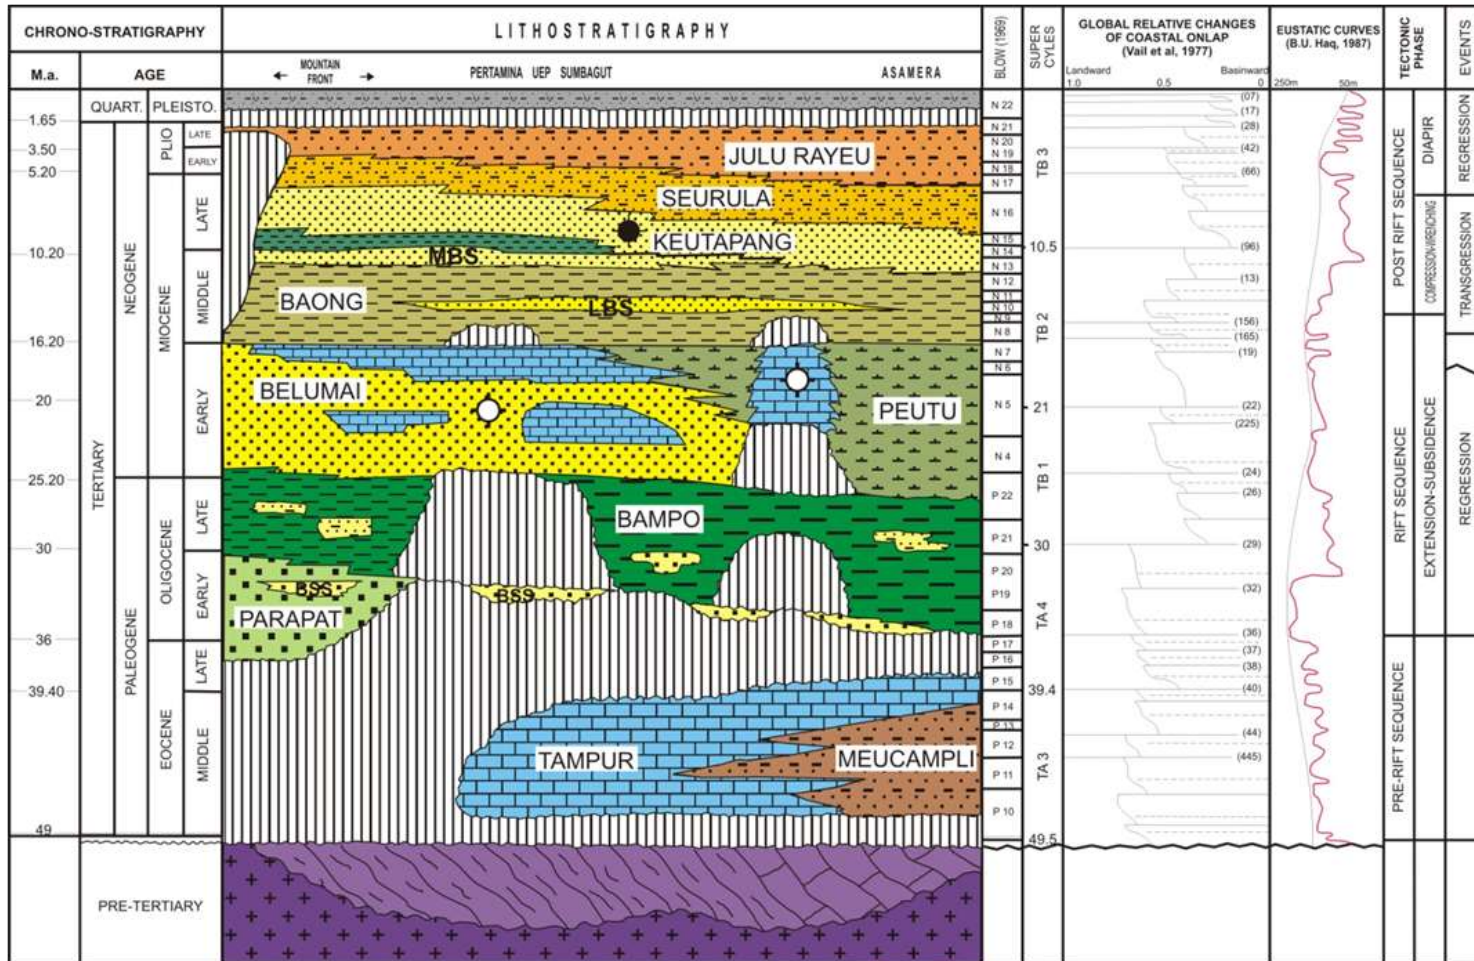 CHRONO-STRATIGRAPHY
LITHOSTRATIGRAPHY
BLOW (1969)
SUPER
CYLES
GLOBAL RELATIVE CHANGES
OF COASTAL ONLAP
(Vail et al, 1977)
Landward
Basinward
1.0
0.5
0
EUSTATIC CURVES
(B.U. Haq, 1987)
250m
50m
TECTONIC
PHASE
EVENTS
M.a.
AGE
MOUNTAIN
FRONT
PERTAMINA UEP SUMBAGUT
ASAMERA
1.65
3.50
5.20
10.20
16.20
20
25.20
30
36
39.40
49
QUART.
PLEISTO.
TERTIARY
NEOGENE
PALEOGENE
PLIO
LATE
EARLY
MIOCENE
LATE
MIDDLE
EARLY
OLIGOCENE
LATE
EARLY
EOCENE
LATE
MIDDLE
PRE-TERTIARY
JULU RAYEU
SEURULA
KEUTAPANG
MBS
BAONG
LBS
BELUMAI
PEUTU
BAMPO
BSS
BSS
PARAPAT
TAMPUR
MEUCAMPLI
N 22
N 21
N 20
N 19
N 18
N 17
N 16
N 15
N 14
N 13
N 12
N 11
N 10
N 9
N 8
N 7
N 6
N 5
N 4
P 22
P 21
P 20
P19
P 18
P 17
P 16
P 15
P 14
P 13
P 12
P 11
P 10
TB 3
10.5
TB 2
21
TB 1
30
TA 4
39.4
TA 3
49.5
(07)
(17)
(28)
(42)
(66)
(96)
(13)
(156)
(165)
(19)
(22)
(225)
(24)
(26)
(29)
(32)
(36)
(37)
(38)
(40)
(44)
(445)
POST RIFT SEQUENCE
RIFT SEQUENCE
PRE-RIFT SEQUENCE
DIAPIR
COMPRESSION-WRENCHING
EXTENSION-SUBSIDENCE
REGRESSION
TRANSGRESSION
REGRESSION